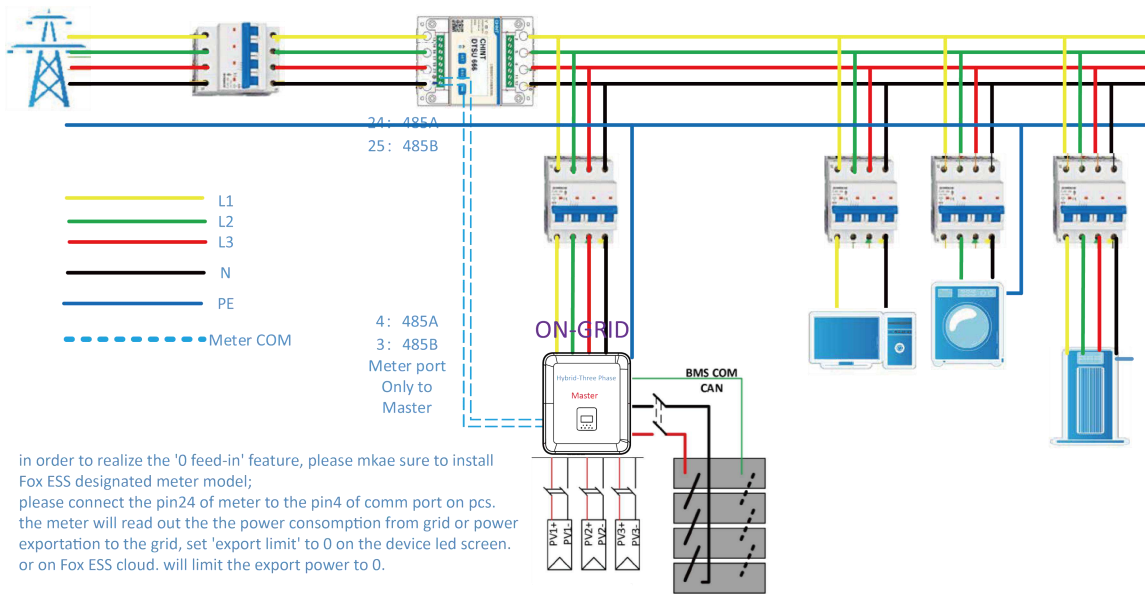 CHINT
DTSU 666
24: 485A
25: 485B
L1
L2
L3
N
PE
Meter COM
4: 485A
3: 485B
Meter port
Only to
Master
ON-GRID
Hybrid-Three Phase
Master
BMS COM
CAN
PV1+
PV1-
PV2+
PV2-
PV3+
PV3-
in order to realize the '0 feed-in' feature, please mkae sure to install
Fox ESS designated meter model;
please connect the pin24 of meter to the pin4 of comm port on pcs.
the meter will read out the the power consomption from grid or power
exportation to the grid, set 'export limit' to 0 on the device led screen.
or on Fox ESS cloud. will limit the export power to 0.